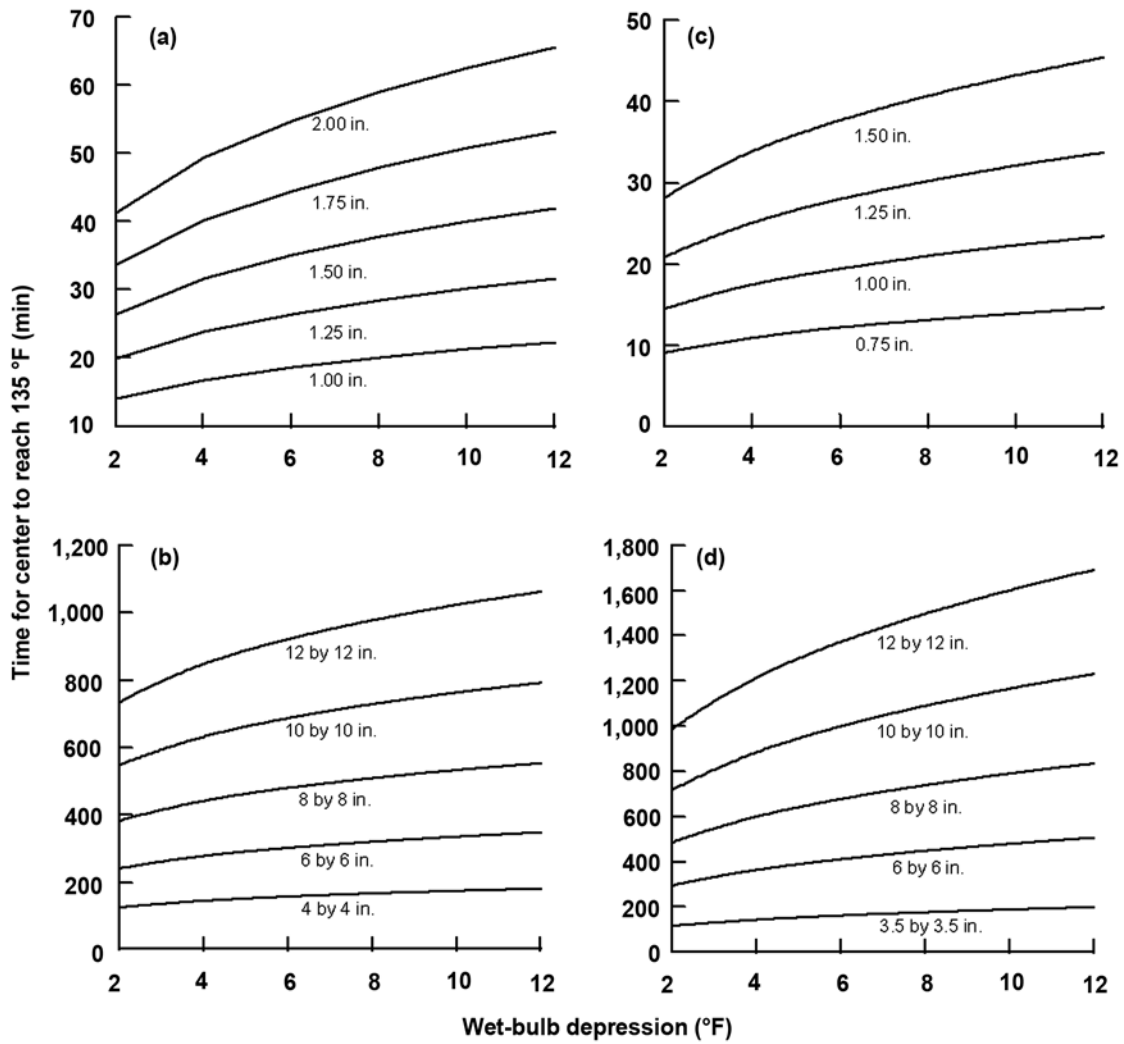 Time for center to reach 135 °F (min)
(a)
70
60
50
40
30
20
10
2.00 in.
1.75 in.
1.50 in.
1.25 in.
1.00 in.
2 4 6 8 10 12
(c)
50
40
30
20
10
0
1.50 in.
1.25 in.
1.00 in.
0.75 in.
2 4 6 8 10 12
(b)
1,200
1,000
800
600
400
200
0
12 by 12 in.
10 by 10 in.
8 by 8 in.
6 by 6 in.
4 by 4 in.
2 4 6 8 10 12
(d)
1,800
1,600
1,400
1,200
1,000
800
600
400
200
0
12 by 12 in.
10 by 10 in.
8 by 8 in.
6 by 6 in.
3.5 by 3.5 in.
2 4 6 8 10 12
Wet-bulb depression (°F)